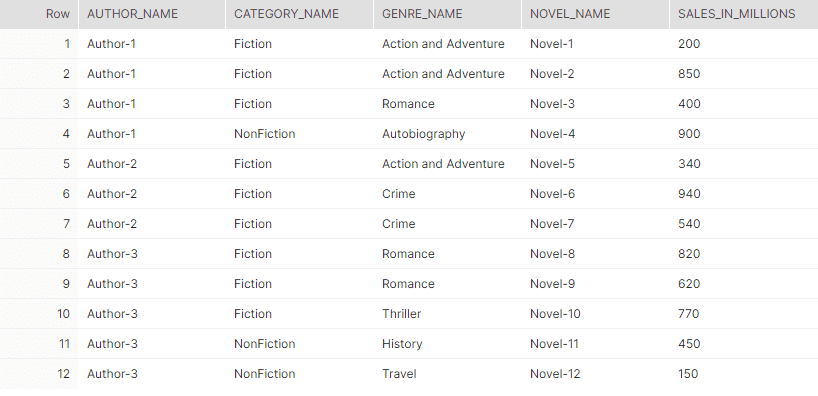 Row AUTHOR_NAME CATEGORY_NAME GENRE_NAME NOVEL_NAME SALES_IN_MILLIONS
1 Author-1 Fiction Action and Adventure Novel-1 200
2 Author-1 Fiction Action and Adventure Novel-2 850
3 Author-1 Fiction Romance Novel-3 400
4 Author-1 NonFiction Autobiography Novel-4 900
5 Author-2 Fiction Action and Adventure Novel-5 340
6 Author-2 Fiction Crime Novel-6 940
7 Author-2 Fiction Crime Novel-7 540
8 Author-3 Fiction Romance Novel-8 820
9 Author-3 Fiction Romance Novel-9 620
10 Author-3 Fiction Thriller Novel-10 770
11 Author-3 NonFiction History Novel-11 450
12 Author-3 NonFiction Travel Novel-12 150